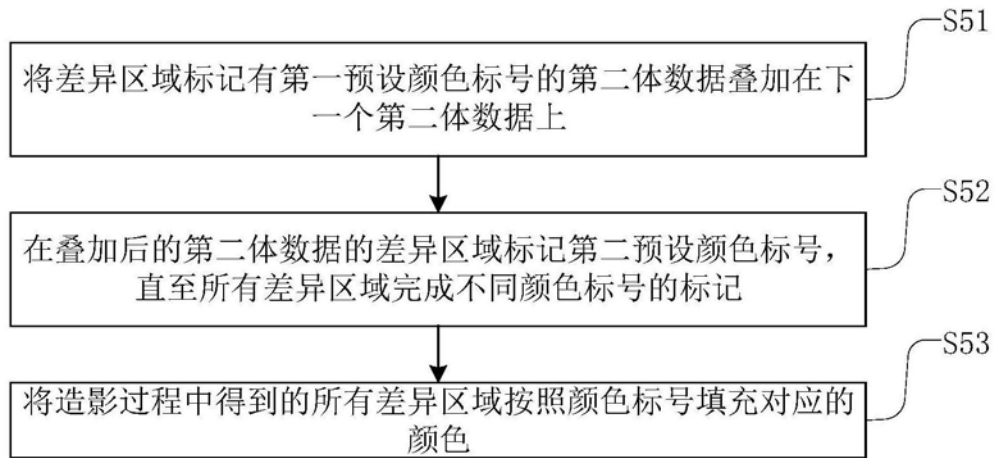 S51
将差异区域标记有第一预设颜色标号的第二体数据叠加在下
一个第二体数据上
S52
在叠加后的第二体数据的差异区域标记第二预设颜色标号，
直至所有差异区域完成不同颜色标号的标记
S53
将造影过程中得到的所有差异区域按照颜色标号填充对应的
颜色